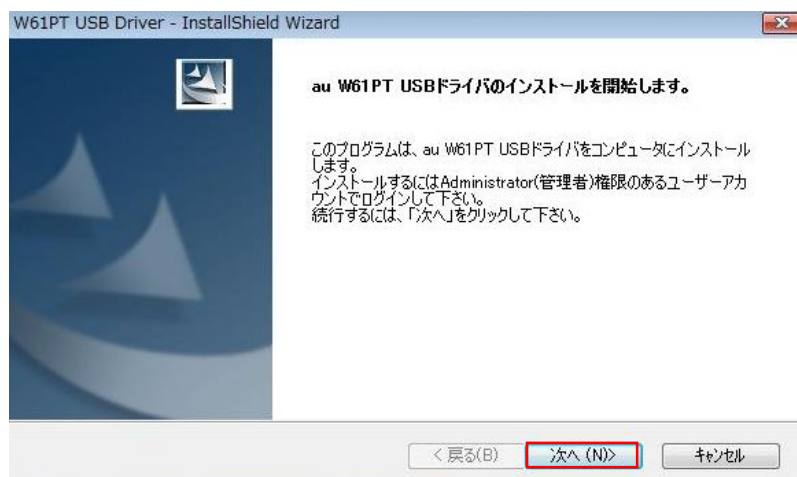 W61PT USB Driver - InstallShield Wizard
au W61PT USBドライバのインストールを開始します。
このプログラムは、au W61PT USBドライバをコンピュータにインストール
します。
インストールするにはAdministrator(管理者)権限のあるユーザーアカ
ウントでログインして下さい。
続行するには、「次へ」をクリックして下さい。
< 戻る(B)
次へ (N)>
キャンセル